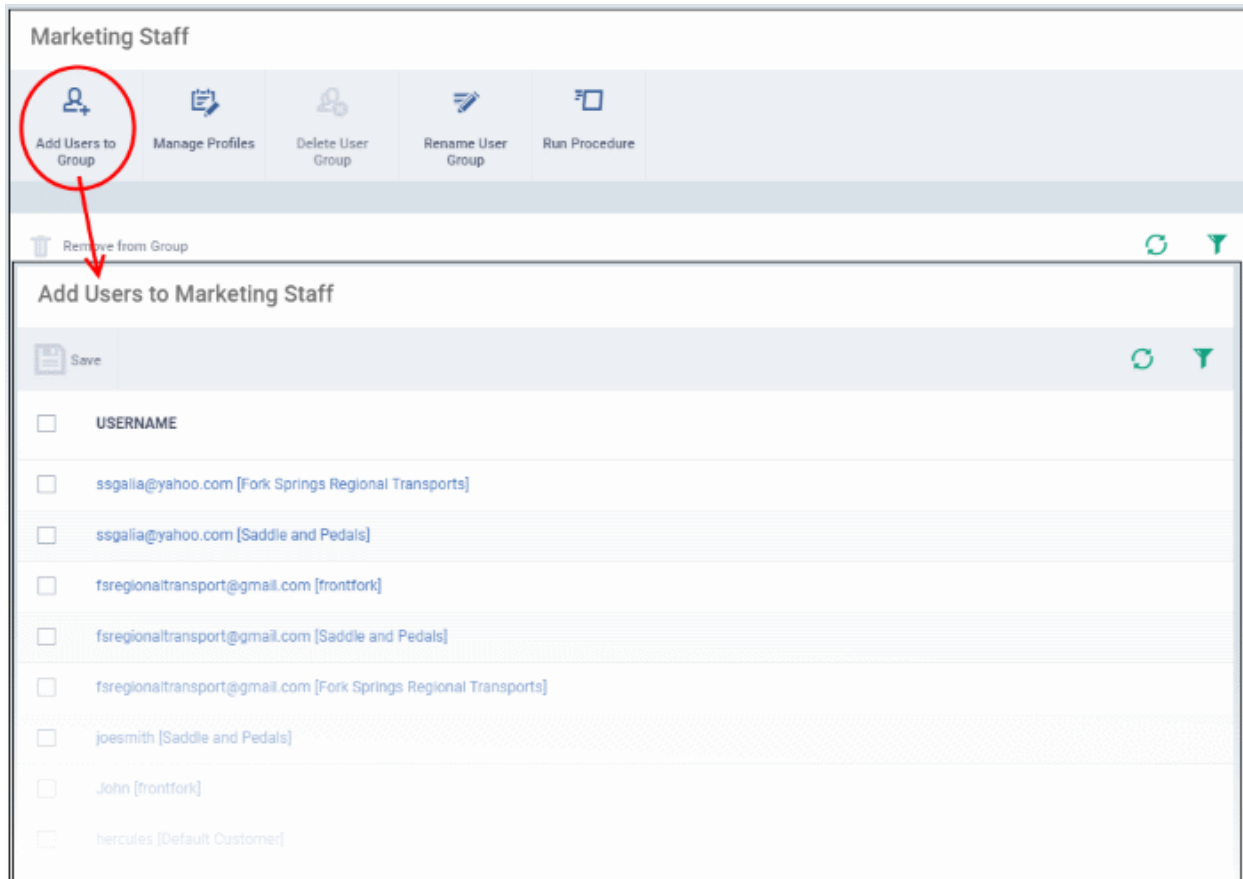 Marketing Staff
Add Users to Group
Manage Profiles
Delete User Group
Rename User Group
Run Procedure
Remove from Group
Add Users to Marketing Staff
Save
USERNAME
ssgalia@yahoo.com [Fork Springs Regional Transports]
ssgalia@yahoo.com [Saddle and Pedals]
fsregionaltransport@gmail.com [frontfork]
fsregionaltransport@gmail.com [Saddle and Pedals]
fsregionaltransport@gmail.com [Fork Springs Regional Transports]
joesmith [Saddle and Pedals]
John [frontfork]
hercules [Default Customer]